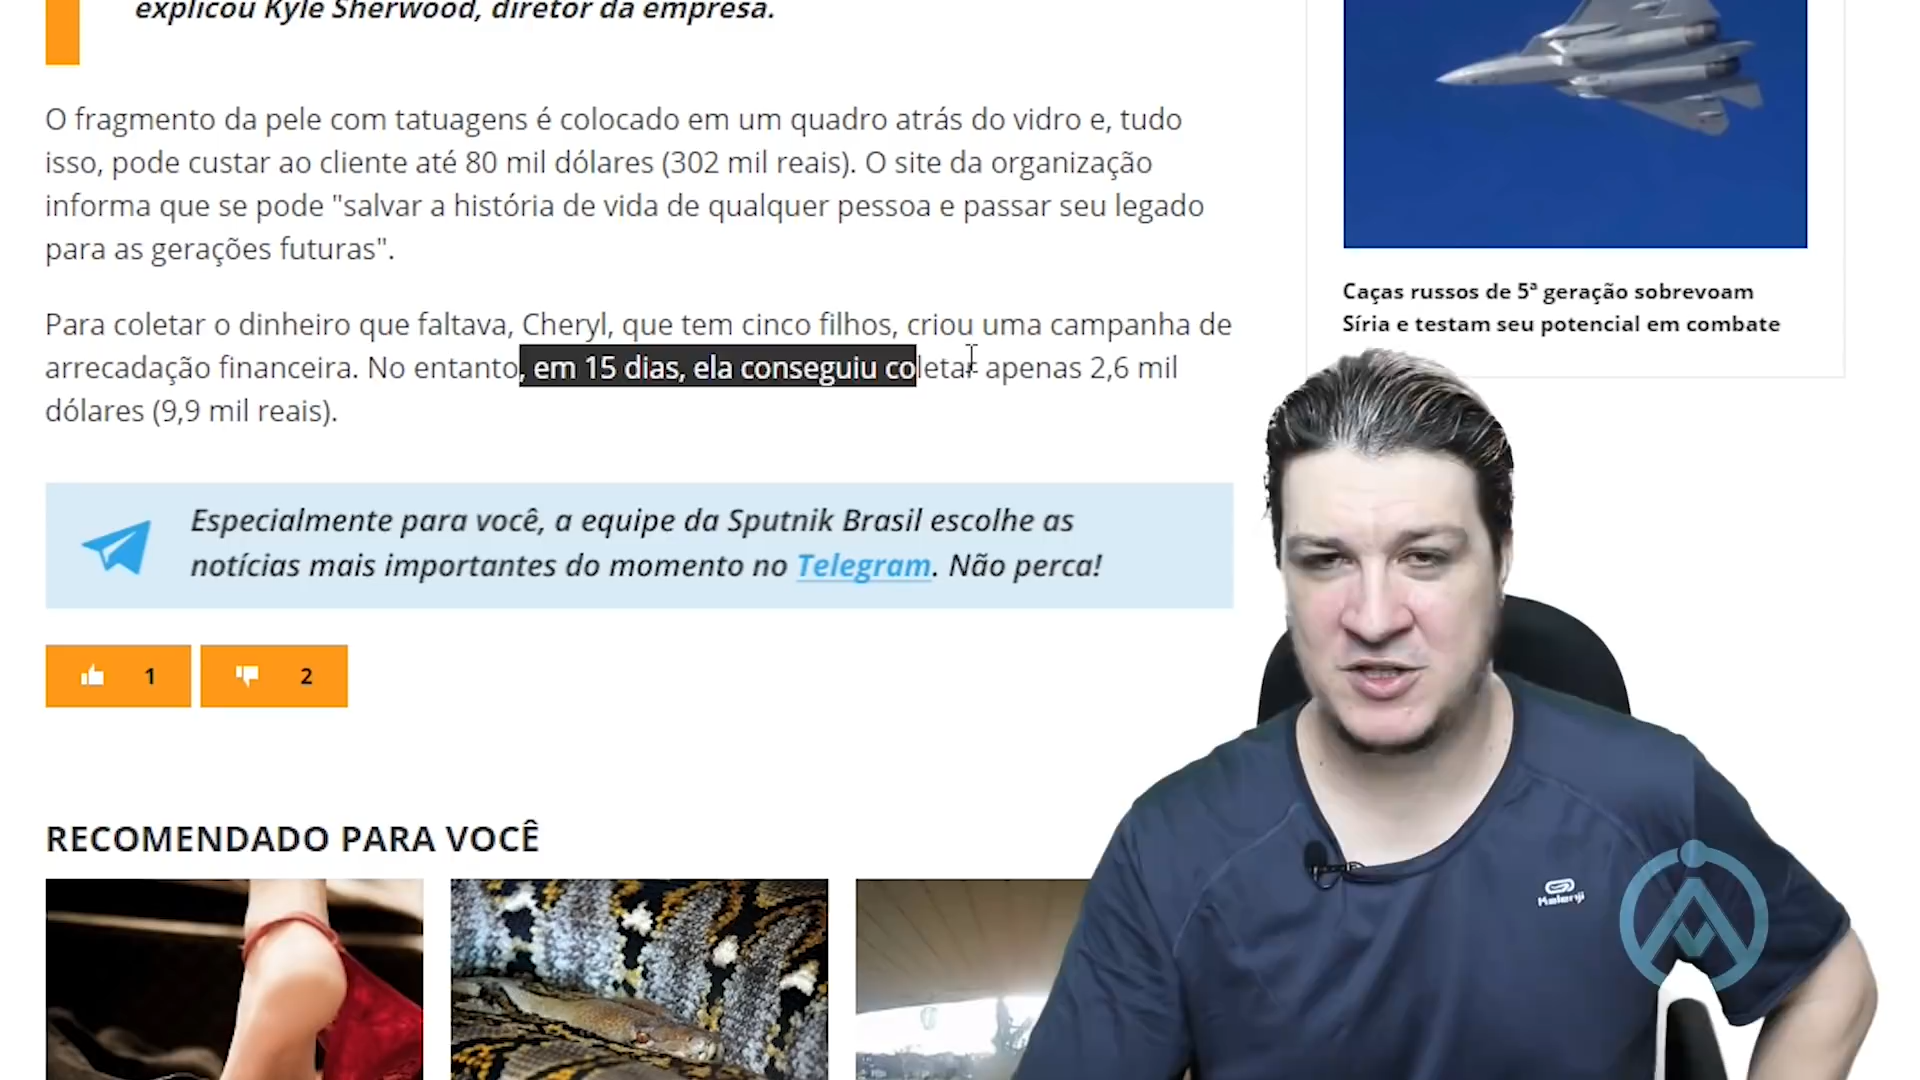 explicou Kyle Sherwood, diretor da empresa.
O fragmento da pele com tatuagens é colocado em um quadro atrás do vidro e, tudo
isso, pode custar ao cliente até 80 mil dólares (302 mil reais). O site da organização
informa que se pode "salvar a história de vida de qualquer pessoa e passar seu legado
para as gerações futuras".
Para coletar o dinheiro que faltava, Cheryl, que tem cinco filhos, criou uma campanha de
arrecadação financeira. No entanto, em 15 dias, ela conseguiu coletar apenas 2,6 mil
dólares (9,9 mil reais).
Especialmente para você, a equipe da Sputnik Brasil escolhe as
notícias mais importantes do momento no Telegram. Não perca!
1
2
RECOMENDADO PARA VOCÊ
Caças russos de 5ª geração sobrevoam
Síria e testam seu potencial em combate
Kalenji